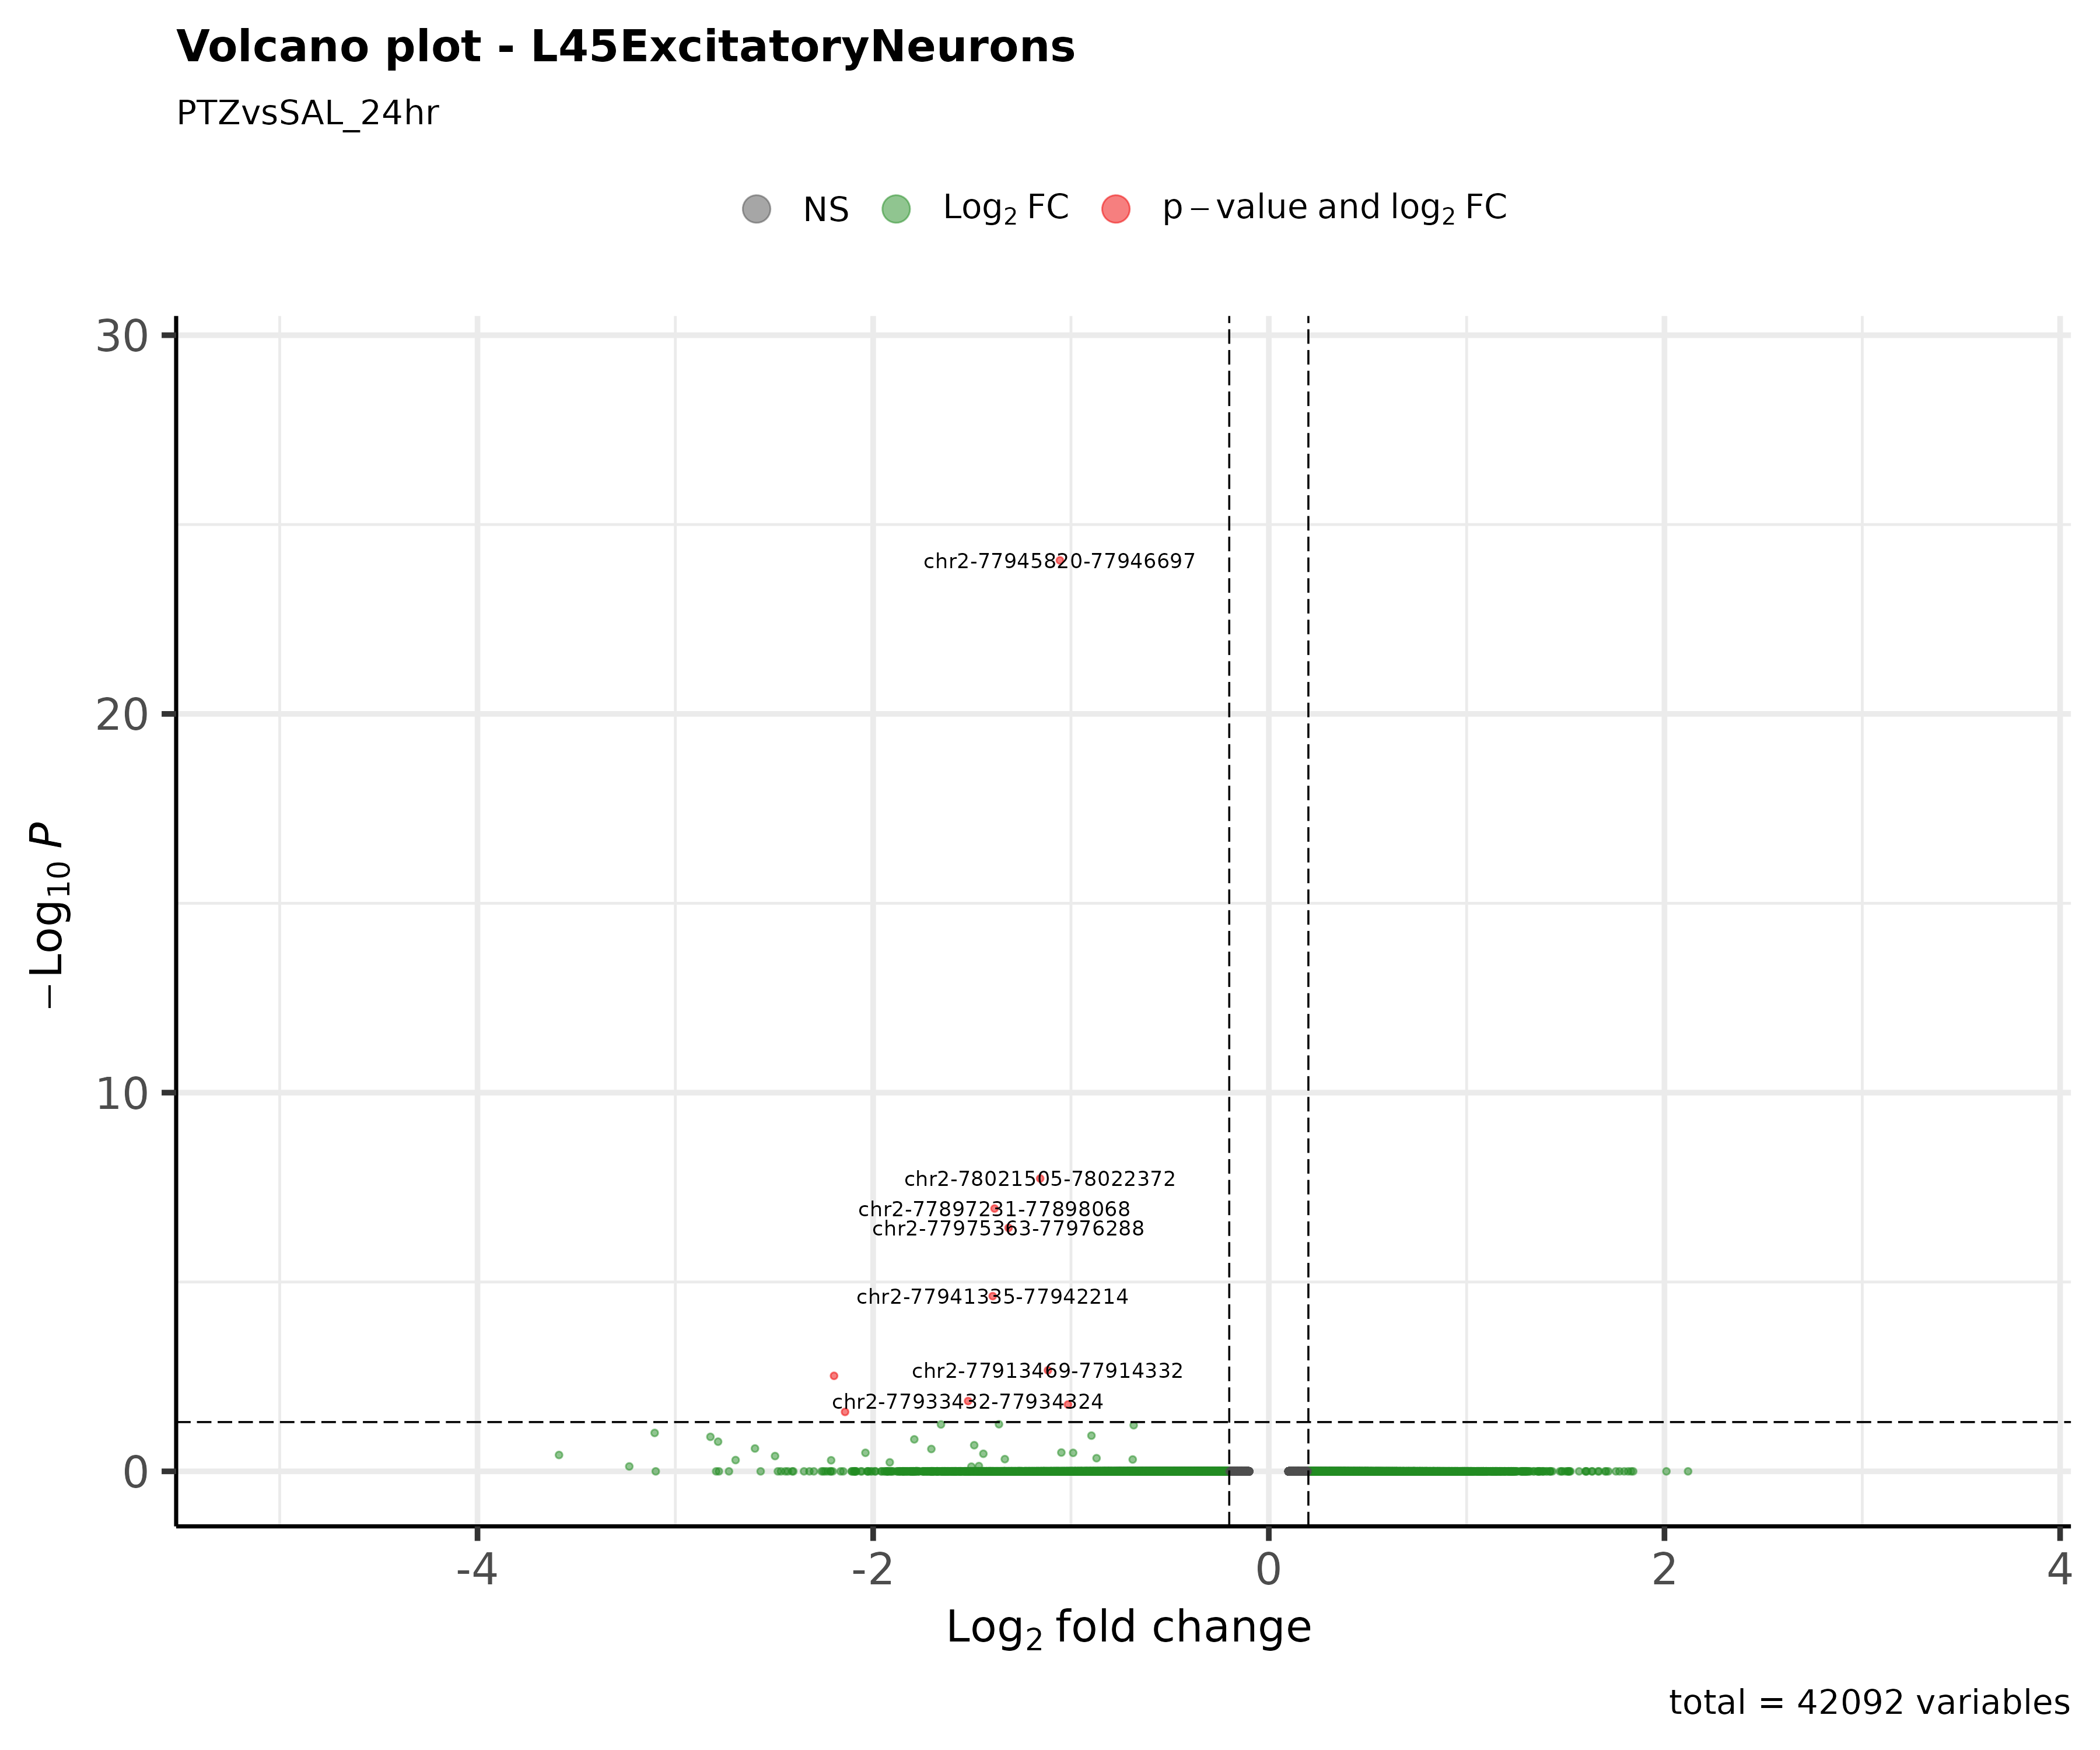 Volcano plot - L45ExcitatoryNeurons
PTZvsSAL_24hr
NS Log₂ FC p – value and log₂ FC
30
20
10
0
− Log₁₀ P
chr2-77945820-77946697
chr2-78021505-78022372
chr2-77897231-77898068
chr2-77975363-77976288
chr2-77941335-77942214
chr2-77913469-77914332
chr2-77933432-77934324
-4 -2 0 2 4
Log₂ fold change
total = 42092 variables